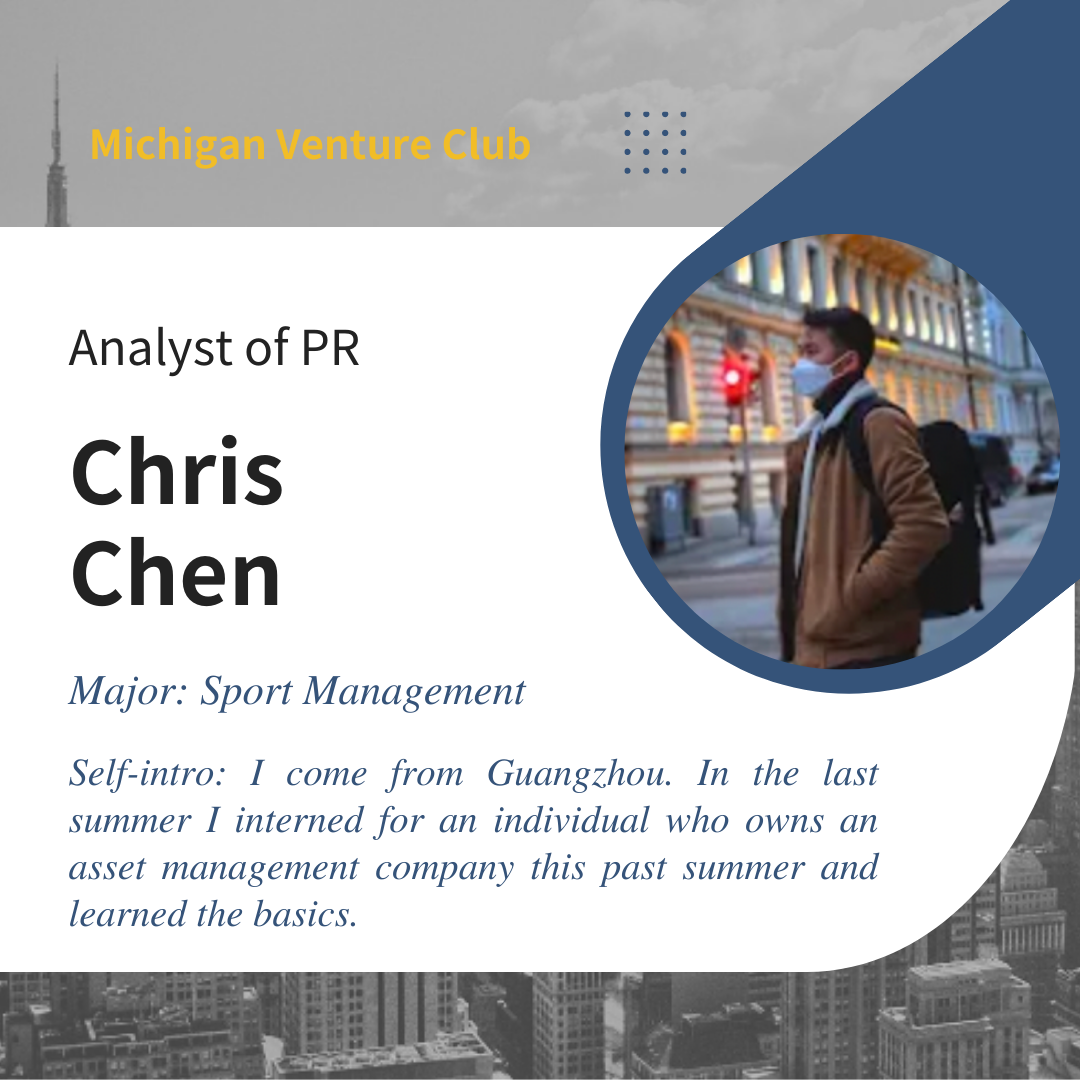 Michigan Venture Club
Analyst of PR
Chris
Chen
Major: Sport Management
Self-intro: I come from Guangzhou. In the last
summer I interned for an individual who owns an
asset management company this past summer and
learned the basics.